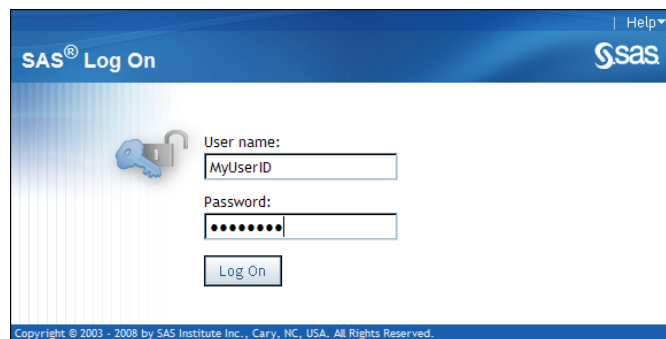 | Help▾
SAS® Log On
sas
User name:
MyUserID
Password:
••••••••
Log On
Copyright © 2003 - 2008 by SAS Institute Inc., Cary, NC, USA. All Rights Reserved.